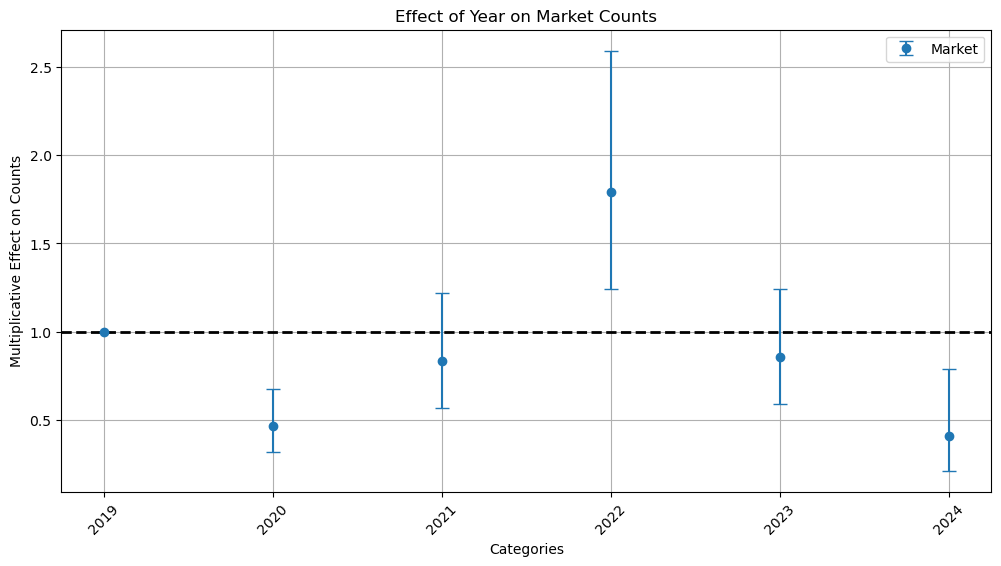 Effect of Year on Market Counts
Market
Multiplicative Effect on Counts
2.5
2.0
1.5
1.0
0.5
2019
2020
2021
2022
2023
2024
Categories